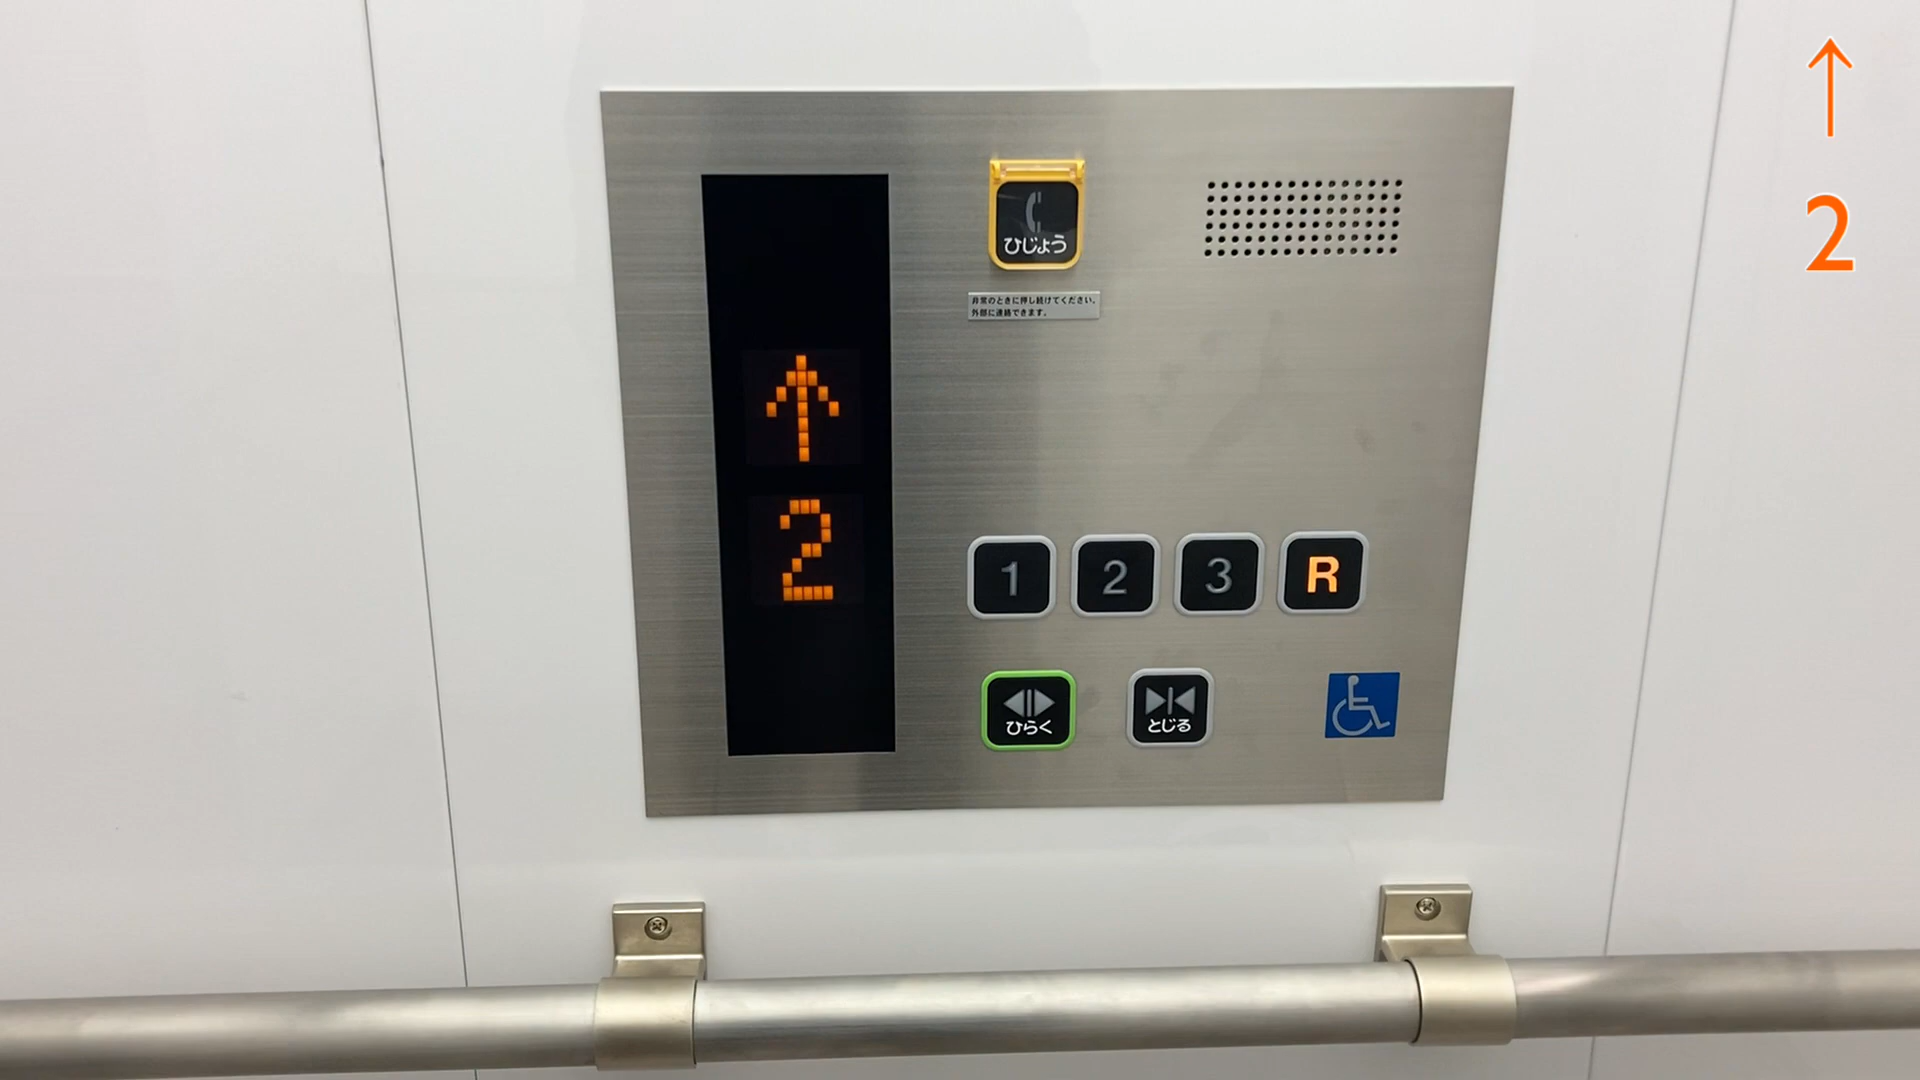 ↑
2
ひじょう
非常のときに押し続けてください。
外部に連絡できます。
↑
2
1 2 3 R
ひらく とじる